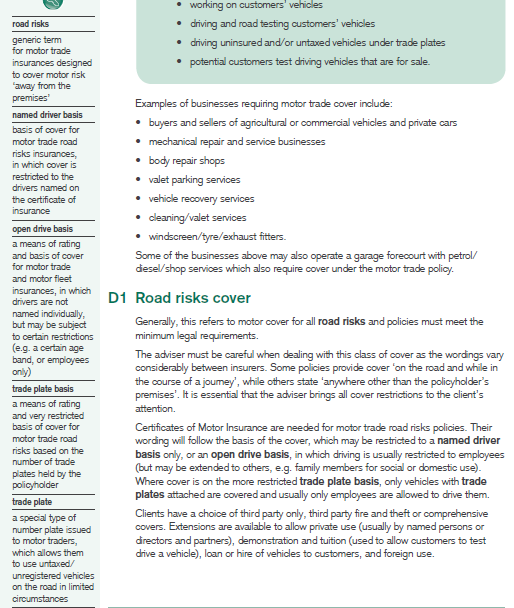 road risks
generic term
for motor trade
insurances designed
to cover motor risk
'away from the
premises'
named driver basis
basis of cover for
motor trade road
risks insurances,
in which cover is
restricted to the
drivers named on
the certificate of
insurance
open drive basis
a means of rating
and basis of cover
for motor trade
and motor fleet
insurances, in which
drivers are not
named individually,
but may be subject
to certain restrictions
(e.g. a certain age
band, or employees
only)
trade plate basis
a means of rating
and very restricted
basis of cover for
motor trade road
risks based on the
number of trade
plates held by the
policyholder
trade plate
a special type of
number plate issued
to motor traders,
which allows them
to use untaxed/
unregistered vehicles
on the road in limited
circumstances
• working on customers' vehicles
• driving and road testing customers' vehicles
• driving uninsured and/or untaxed vehicles under trade plates
• potential customers test driving vehicles that are for sale.
Examples of businesses requiring motor trade cover include:
• buyers and sellers of agricultural or commercial vehicles and private cars
• mechanical repair and service businesses
• body repair shops
• valet parking services
• vehicle recovery services
• cleaning/valet services
• windscreen/tyre/exhaust fitters.
Some of the businesses above may also operate a garage forecourt with petrol/
diesel/shop services which also require cover under the motor trade policy.
D1 Road risks cover
Generally, this refers to motor cover for all road risks and policies must meet the
minimum legal requirements.
The adviser must be careful when dealing with this class of cover as the wordings vary
considerably between insurers. Some policies provide cover 'on the road and while in
the course of a journey', while others state 'anywhere other than the policyholder's
premises'. It is essential that the adviser brings all cover restrictions to the client's
attention.
Certificates of Motor Insurance are needed for motor trade road risks policies. Their
wording will follow the basis of the cover, which may be restricted to a named driver
basis only, or an open drive basis, in which driving is usually restricted to employees
(but may be extended to others, e.g. family members for social or domestic use).
Where cover is on the more restricted trade plate basis, only vehicles with trade
plates attached are covered and usually only employees are allowed to drive them.
Clients have a choice of third party only, third party fire and theft or comprehensive
covers. Extensions are available to allow private use (usually by named persons or
directors and partners), demonstration and tuition (used to allow customers to test
drive a vehicle), loan or hire of vehicles to customers, and foreign use.